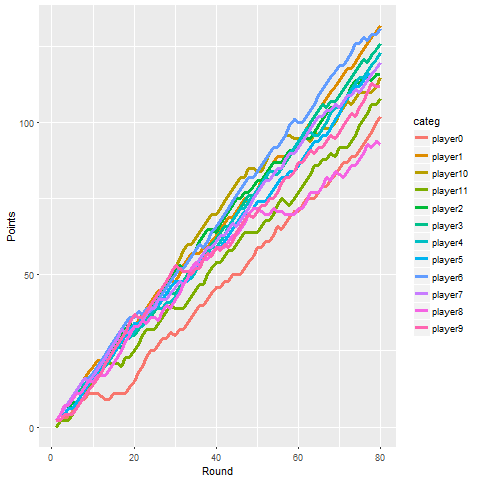 100
50
0
Points
0
20
40
60
80
Round
categ
player0
player1
player10
player11
player2
player3
player4
player5
player6
player7
player8
player9